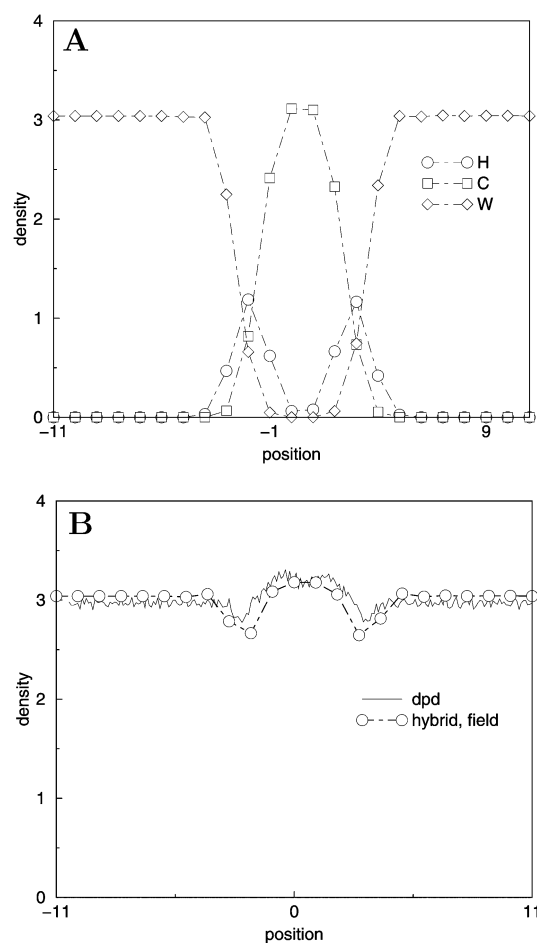 A
4
3
2
1
0
density
H
C
W
−11
−1
9
position
B
4
3
2
1
0
density
dpd
hybrid, field
−11
0
11
position